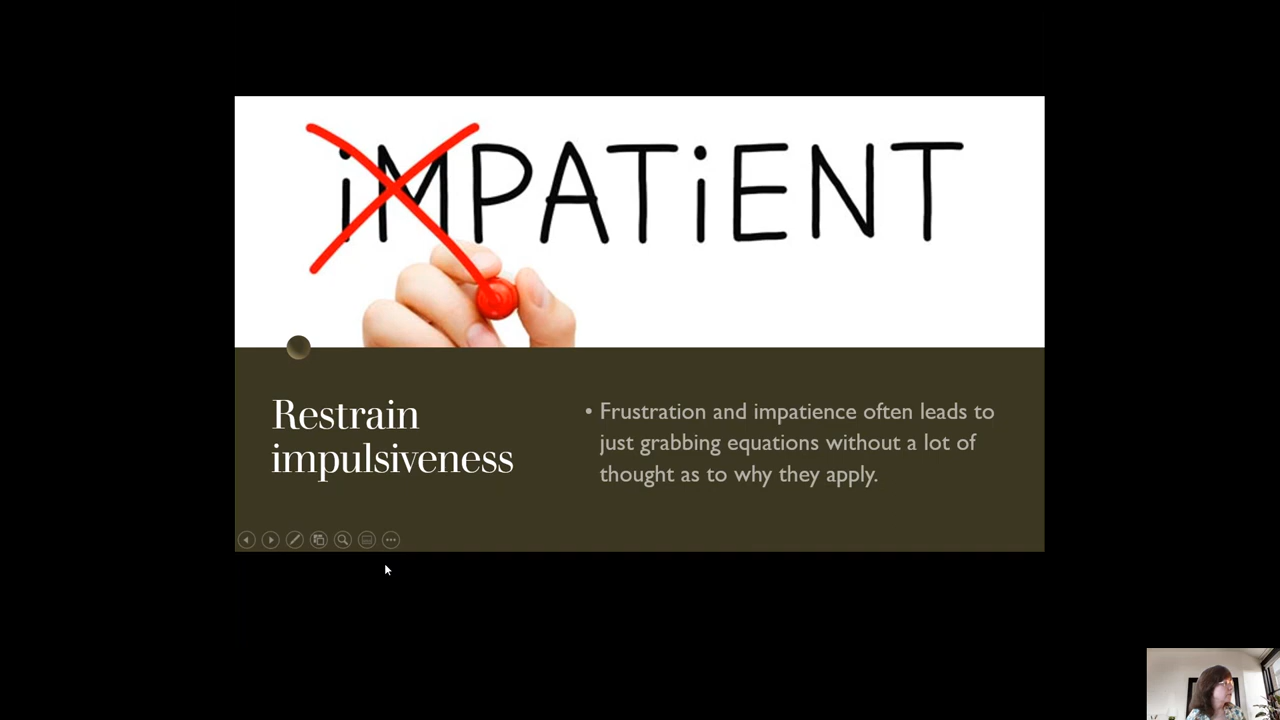 iMPATiENT
Restrain
impulsiveness
• Frustration and impatience often leads to
just grabbing equations without a lot of
thought as to why they apply.